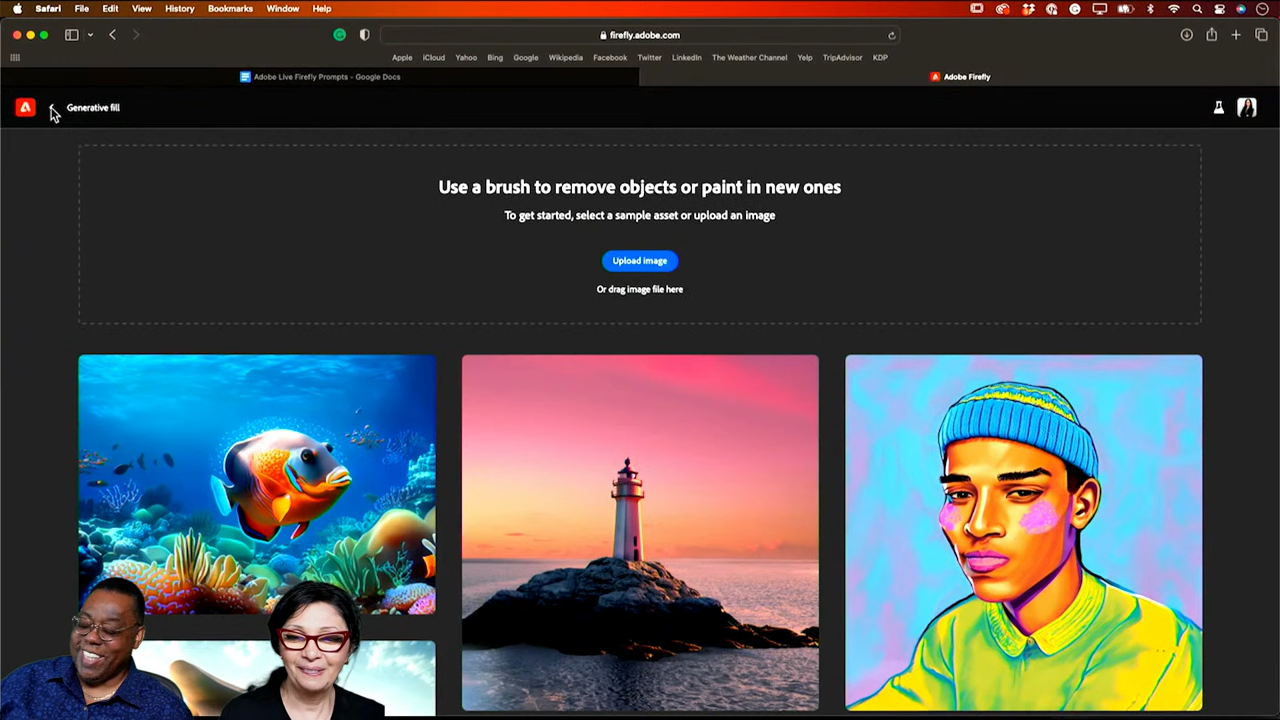 Safari File Edit View History Bookmarks Window Help
firefly.adobe.com
Apple iCloud Yahoo Bing Google Wikipedia Facebook Twitter LinkedIn The Weather Channel Yelp TripAdvisor KDP
Adobe Live Firefly Prompts - Google Docs
Adobe Firefly
Generative fill
Use a brush to remove objects or paint in new ones
To get started, select a sample asset or upload an image
Upload image
Or drag image file here